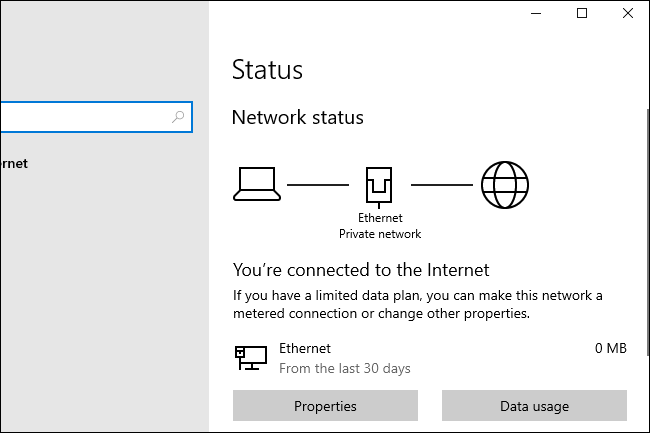 Status
Network status
rnet
Ethernet
Private network
You’re connected to the Internet
If you have a limited data plan, you can make this network a
metered connection or change other properties.
Ethernet 0 MB
From the last 30 days
Properties Data usage